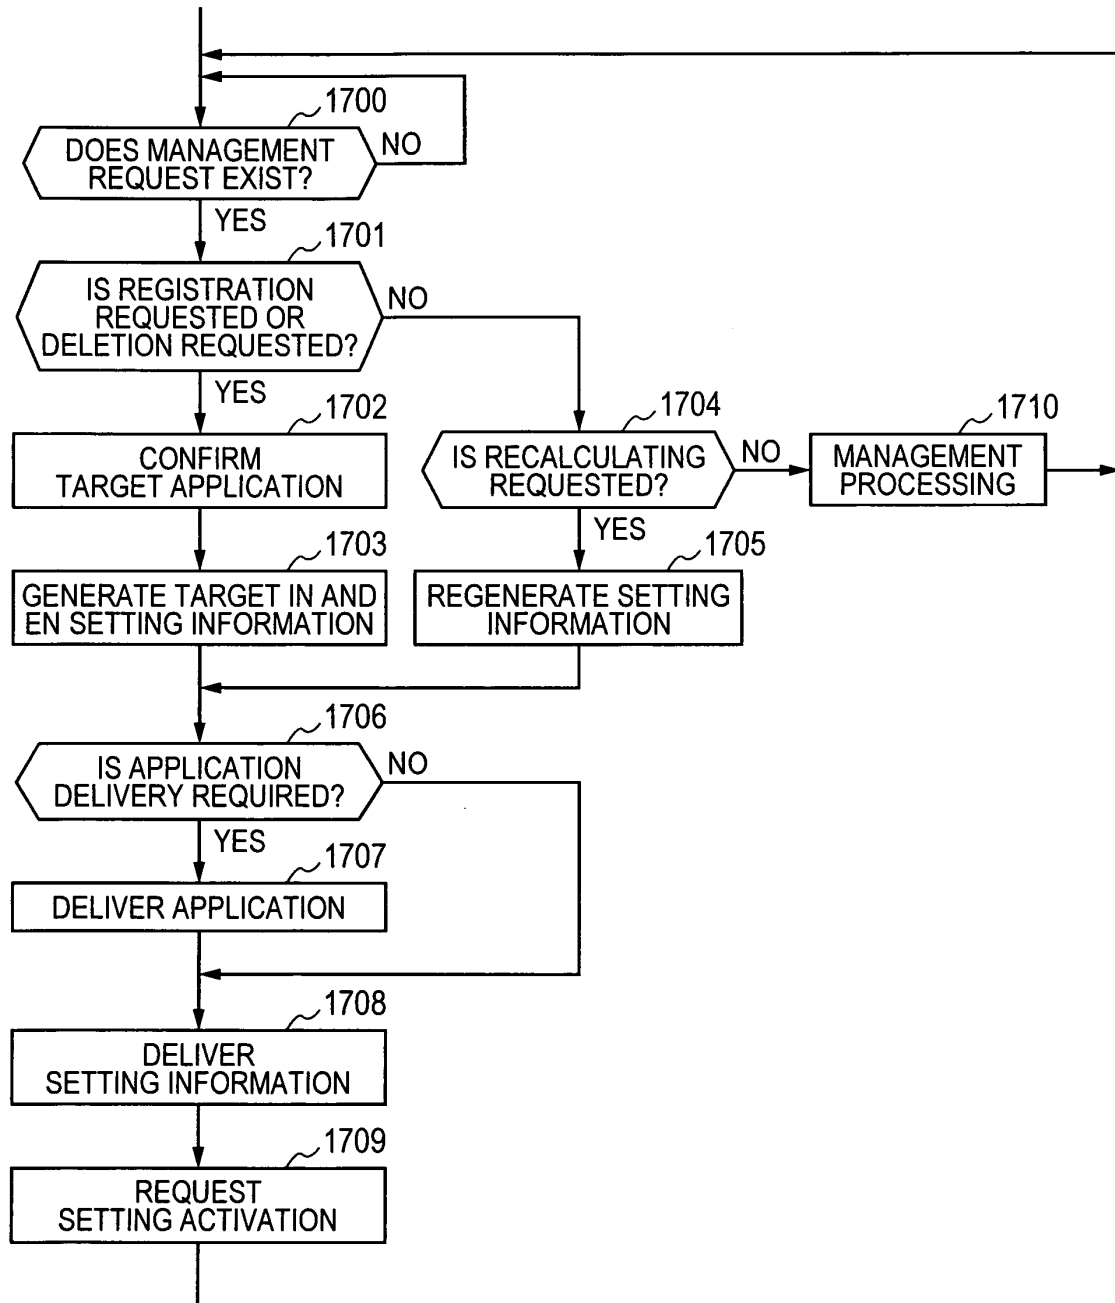 1700
DOES MANAGEMENT
REQUEST EXIST?
NO
YES
1701
IS REGISTRATION
REQUESTED OR
DELETION REQUESTED?
NO
YES
1702
CONFIRM
TARGET APPLICATION
1704
IS RECALCULATING
REQUESTED?
NO
YES
1710
MANAGEMENT
PROCESSING
1703
GENERATE TARGET IN AND
EN SETTING INFORMATION
1705
REGENERATE SETTING
INFORMATION
1706
IS APPLICATION
DELIVERY REQUIRED?
NO
YES
1707
DELIVER APPLICATION
1708
DELIVER
SETTING INFORMATION
1709
REQUEST
SETTING ACTIVATION